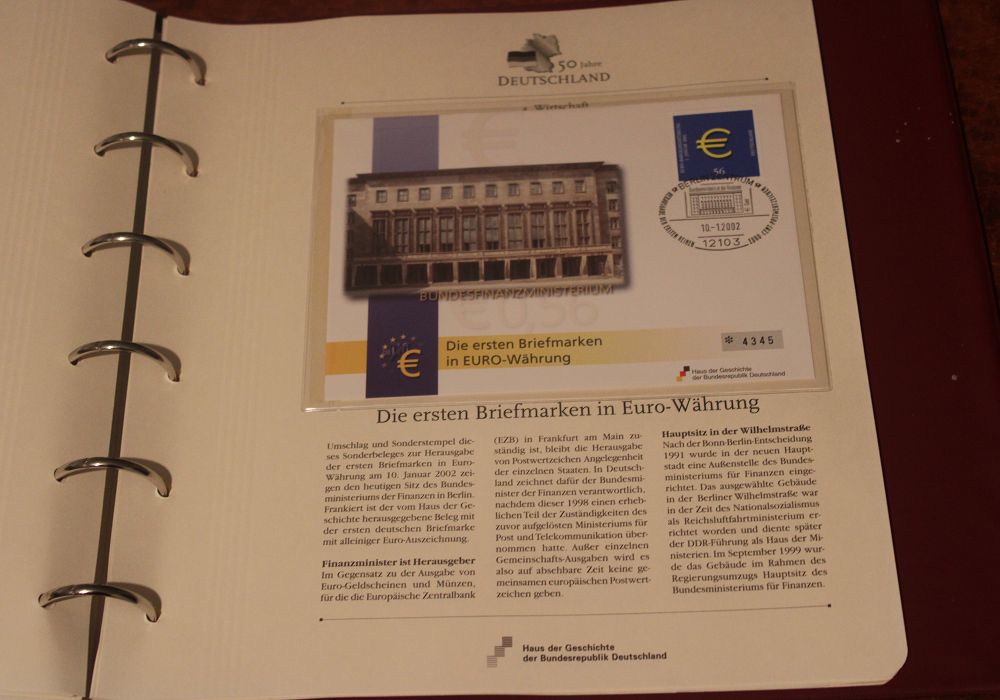 50 Jahre
DEUTSCHLAND
4. Wirtschaft
56
BERLIN ZENTRUM
10.-1.2002
12103
BUNDESFINANZMINISTERIUM
€ 0,56
Die ersten Briefmarken
in EURO-Währung
* 4345
Haus der Geschichte
der Bundesrepublik Deutschland
Die ersten Briefmarken in Euro-Währung
Umschlag und Sonderstempel die-
ses Sonderbeleges zur Herausgabe
der ersten Briefmarken in Euro-
Währung am 10. Januar 2002 zei-
gen den heutigen Sitz des Bundes-
ministeriums der Finanzen in Berlin.
Frankiert ist der vom Haus der Ge-
schichte herausgegebene Beleg mit
der ersten deutschen Briefmarke
mit alleiniger Euro-Auszeichnung.
Finanzminister ist Herausgeber
Im Gegensatz zu der Ausgabe von
Euro-Geldscheinen und Münzen,
für die die Europäische Zentralbank
(EZB) in Frankfurt am Main zu-
ständig ist, bleibt die Herausgabe
von Postwertzeichen Angelegenheit
der einzelnen Staaten. In Deutsch-
land zeichnet dafür der Bundesmi-
nister der Finanzen verantwortlich,
nachdem dieser 1998 einen erheb-
lichen Teil der Zuständigkeiten des
zuvor aufgelösten Ministeriums für
Post und Telekommunikation über-
nommen hatte. Außer einzelnen
Gemeinschafts-Ausgaben wird es
also auf absehbare Zeit keine ge-
meinsamen europäischen Postwert-
zeichen geben.
Hauptsitz in der Wilhelmstraße
Nach der Bonn-Berlin-Entscheidung
1991 wurde in der neuen Haupt-
stadt eine Außenstelle des Bundes-
ministeriums für Finanzen einge-
richtet. Das ausgewählte Gebäude
in der Berliner Wilhelmstraße war
in der Zeit des Nationalsozialismus
als Reichsluftfahrtministerium er-
richtet worden und diente später
der DDR-Führung als Haus der Mi-
nisterien. Im September 1999 wur-
de das Gebäude im Rahmen des
Regierungsumzugs Hauptsitz des
Bundesministeriums für Finanzen.
Haus der Geschichte
der Bundesrepublik Deutschland